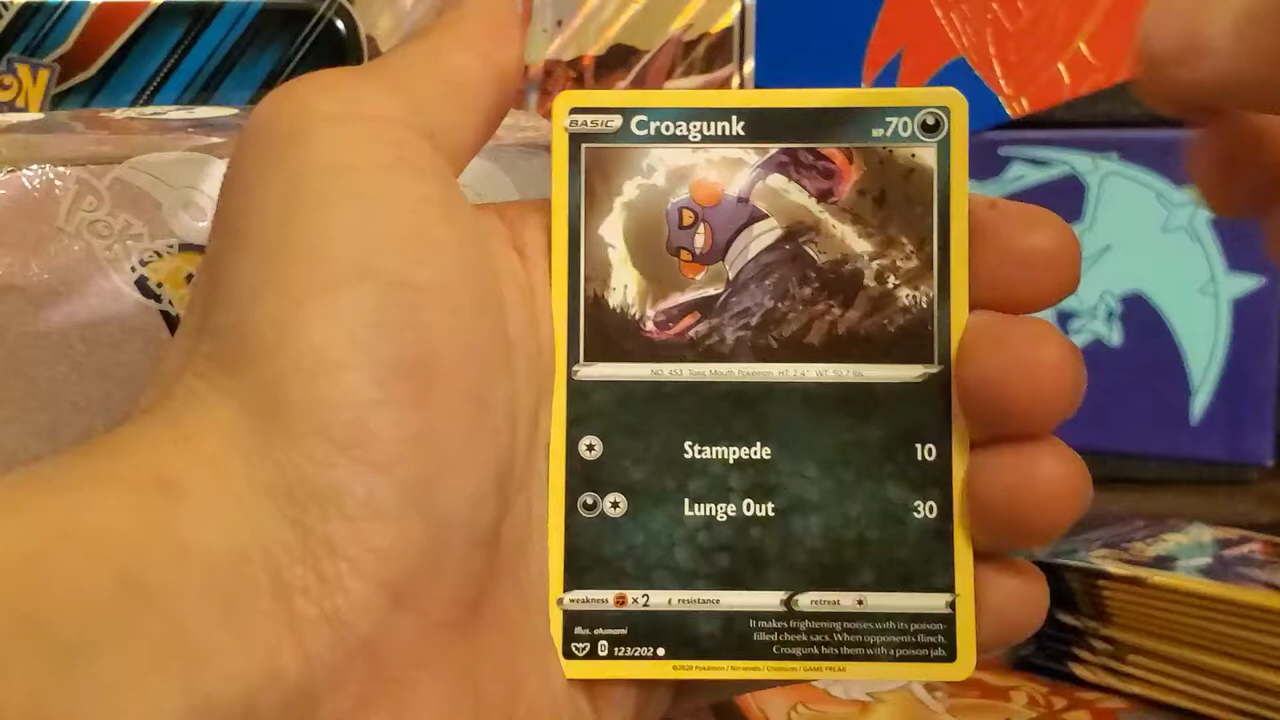 BASIC Croagunk HP 70
NO. 453 Toxic Mouth Pokémon HT: 2'4" WT: 50.7 lbs.
Stampede 10
Lunge Out 30
weakness ×2 resistance retreat
It makes frightening noises with its poison-
filled cheek sacs. When opponents flinch,
Croagunk hits them with a poison jab.
Illus. otumami
D 123/202
©2020 Pokémon / Nintendo / Creatures / GAME FREAK
Poké